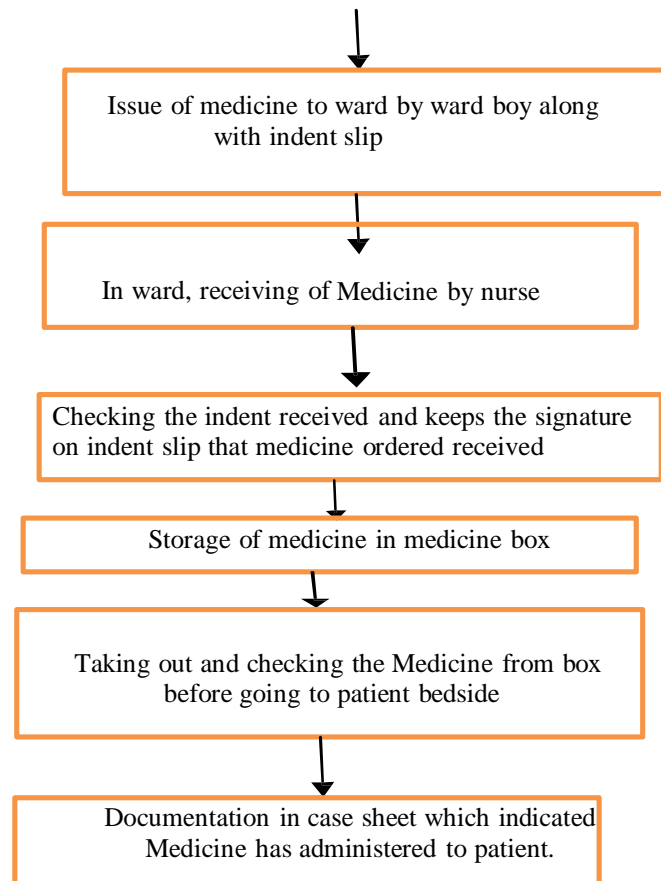 Issue of medicine to ward by ward boy along
with indent slip
In ward, receiving of Medicine by nurse
Checking the indent received and keeps the signature
on indent slip that medicine ordered received
Storage of medicine in medicine box
Taking out and checking the Medicine from box
before going to patient bedside
Documentation in case sheet which indicated
Medicine has administered to patient.